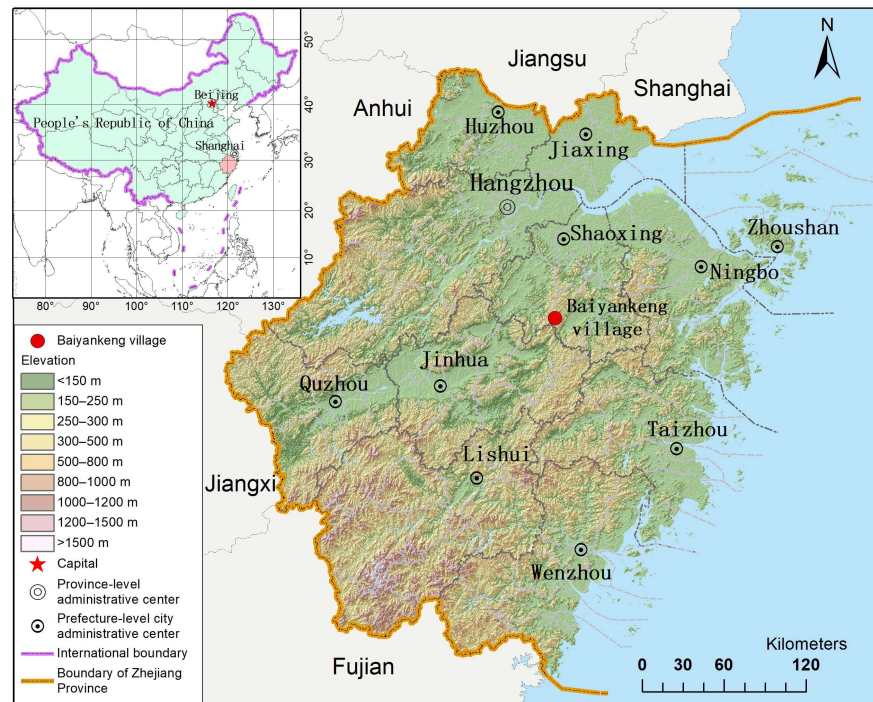 Beijing
People's Republic of China
Shanghai
50°
40°
30°
20°
10°
80°
90°
100°
110°
120°
130°
N
Jiangsu
Shanghai
Anhui
Huzhou
Jiaxing
Hangzhou
Shaoxing
Zhoushan
Ningbo
Baiyankeng
village
Jinhua
Quzhou
Taizhou
Lishui
Jiangxi
Wenzhou
Fujian
Baiyankeng village
Elevation
<150 m
150–250 m
250–300 m
300–500 m
500–800 m
800–1000 m
1000–1200 m
1200–1500 m
>1500 m
Capital
Province-level
administrative center
Prefecture-level city
administrative center
International boundary
Boundary of Zhejiang
Province
Kilometers
0 30 60 120